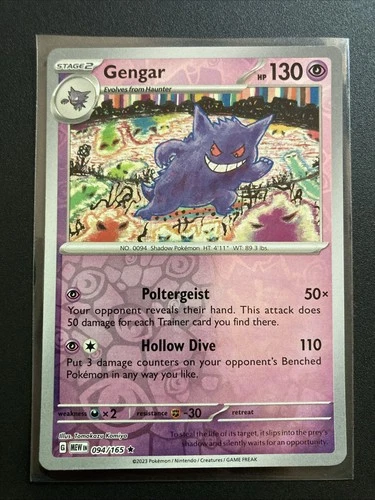 STAGE2
Gengar
HP 130
Evolves from Haunter
NO. 0094 Shadow Pokémon HT: 4'11" WT: 89.3 lbs.
Poltergeist 50×
Your opponent reveals their hand. This attack does
50 damage for each Trainer card you find there.
Hollow Dive 110
Put 3 damage counters on your opponent's Benched
Pokémon in any way you like.
weakness ×2 resistance -30 retreat
Illus. Tomokazu Komiya
To steal the life of its target, it slips into the prey's
shadow and silently waits for an opportunity.
G MEW EN 094/165
©2023 Pokémon / Nintendo / Creatures / GAME FREAK